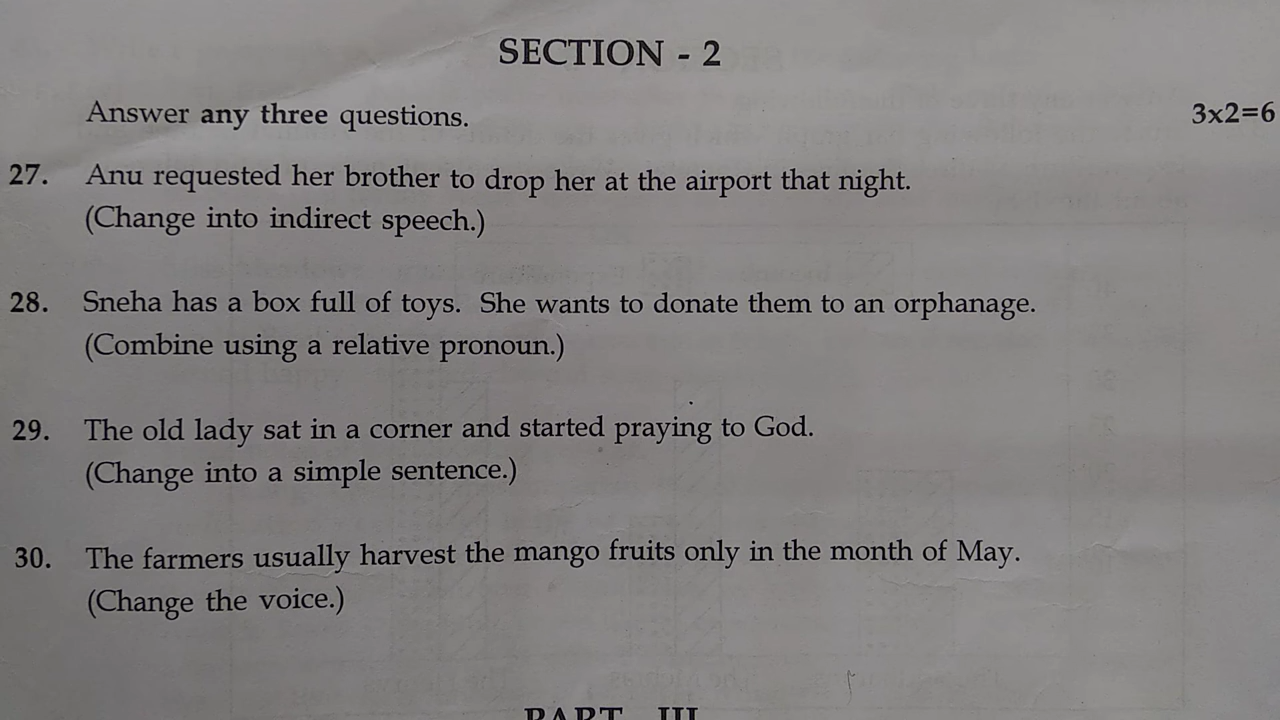 SECTION - 2
Answer any three questions. 3x2=6
27. Anu requested her brother to drop her at the airport that night.
(Change into indirect speech.)
28. Sneha has a box full of toys. She wants to donate them to an orphanage.
(Combine using a relative pronoun.)
29. The old lady sat in a corner and started praying to God.
(Change into a simple sentence.)
30. The farmers usually harvest the mango fruits only in the month of May.
(Change the voice.)
PART III